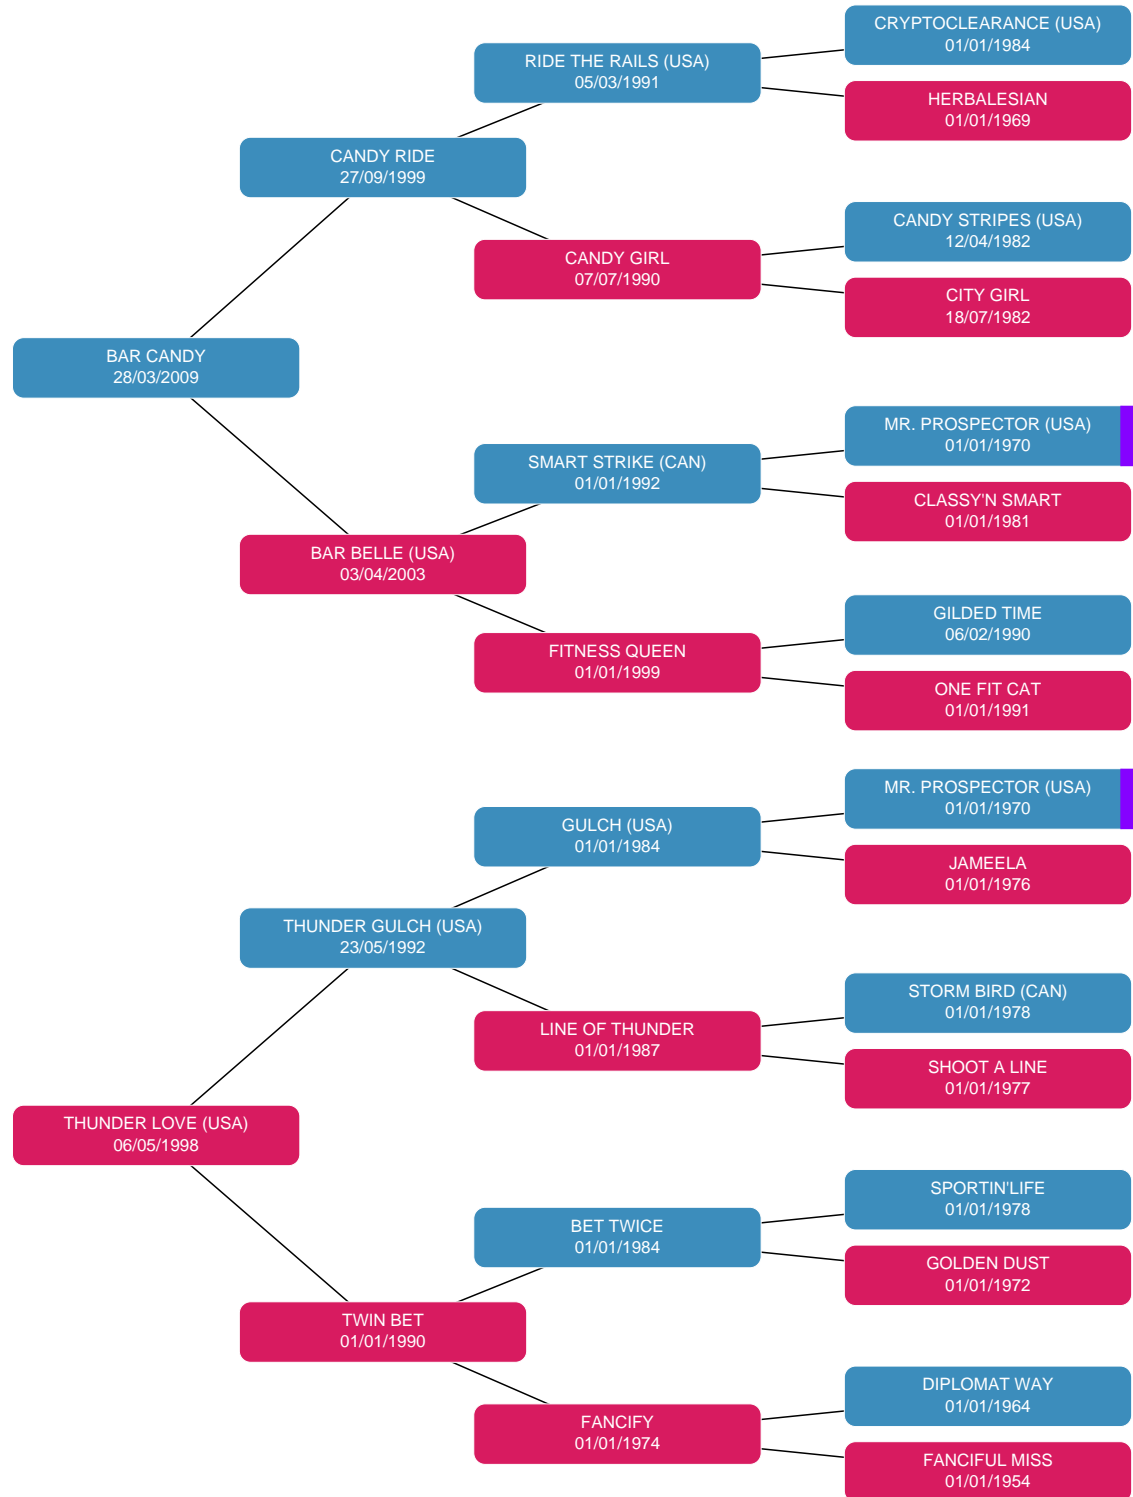 CRYPTOCLEARANCE (USA)
01/01/1984
RIDE THE RAILS (USA)
05/03/1991
HERBALESIAN
01/01/1969
CANDY RIDE
27/09/1999
CANDY STRIPES (USA)
12/04/1982
CANDY GIRL
07/07/1990
CITY GIRL
18/07/1982
BAR CANDY
28/03/2009
MR. PROSPECTOR (USA)
01/01/1970
SMART STRIKE (CAN)
01/01/1992
CLASSY'N SMART
01/01/1981
BAR BELLE (USA)
03/04/2003
GILDED TIME
06/02/1990
FITNESS QUEEN
01/01/1999
ONE FIT CAT
01/01/1991
MR. PROSPECTOR (USA)
01/01/1970
GULCH (USA)
01/01/1984
JAMEELA
01/01/1976
THUNDER GULCH (USA)
23/05/1992
STORM BIRD (CAN)
01/01/1978
LINE OF THUNDER
01/01/1987
SHOOT A LINE
01/01/1977
THUNDER LOVE (USA)
06/05/1998
SPORTIN'LIFE
01/01/1978
BET TWICE
01/01/1984
GOLDEN DUST
01/01/1972
TWIN BET
01/01/1990
DIPLOMAT WAY
01/01/1964
FANCIFY
01/01/1974
FANCIFUL MISS
01/01/1954